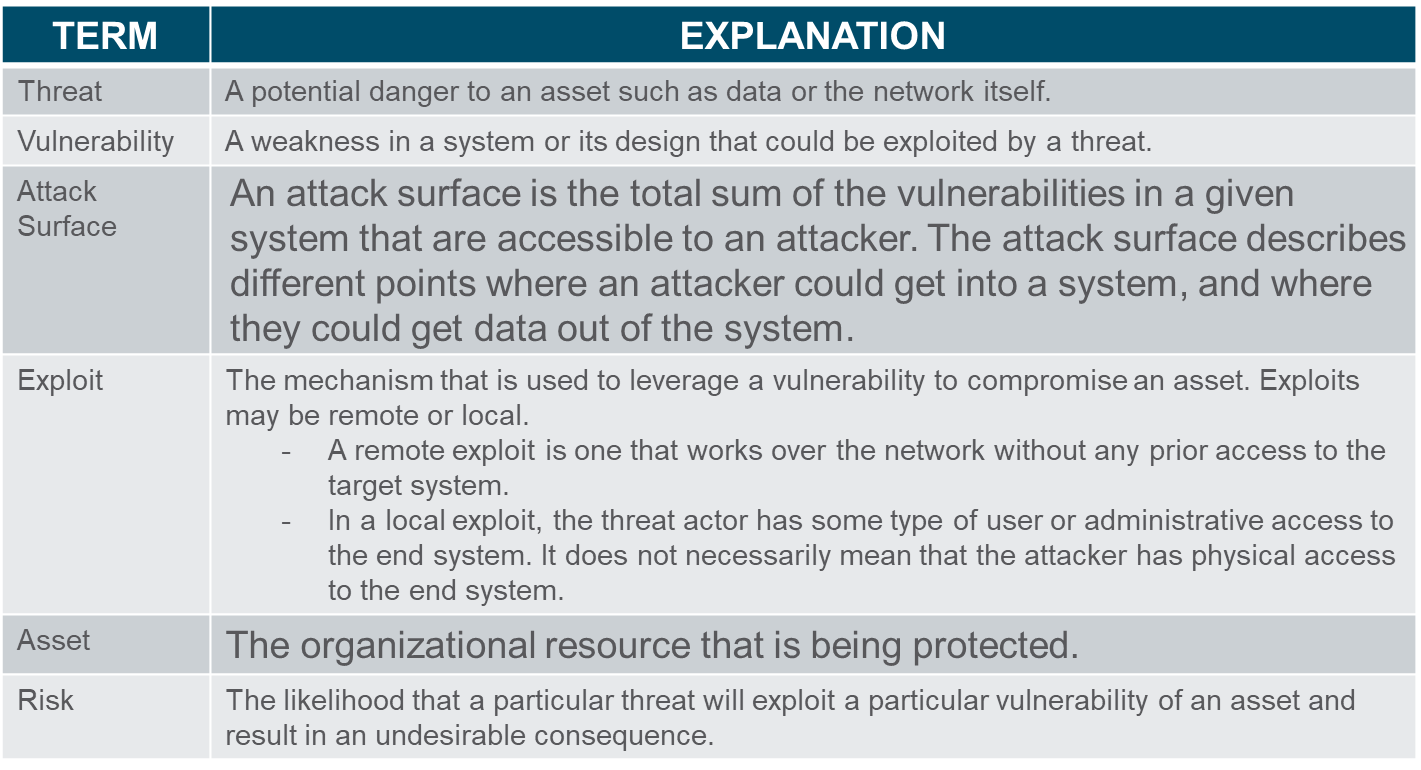 TERM EXPLANATION
Threat A potential danger to an asset such as data or the network itself.
Vulnerability A weakness in a system or its design that could be exploited by a threat.
Attack
Surface
An attack surface is the total sum of the vulnerabilities in a given
system that are accessible to an attacker. The attack surface describes
different points where an attacker could get into a system, and where
they could get data out of the system.
Exploit The mechanism that is used to leverage a vulnerability to compromise an asset. Exploits
may be remote or local.
- A remote exploit is one that works over the network without any prior access to the
target system.
- In a local exploit, the threat actor has some type of user or administrative access to
the end system. It does not necessarily mean that the attacker has physical access
to the end system.
Asset The organizational resource that is being protected.
Risk The likelihood that a particular threat will exploit a particular vulnerability of an asset and
result in an undesirable consequence.